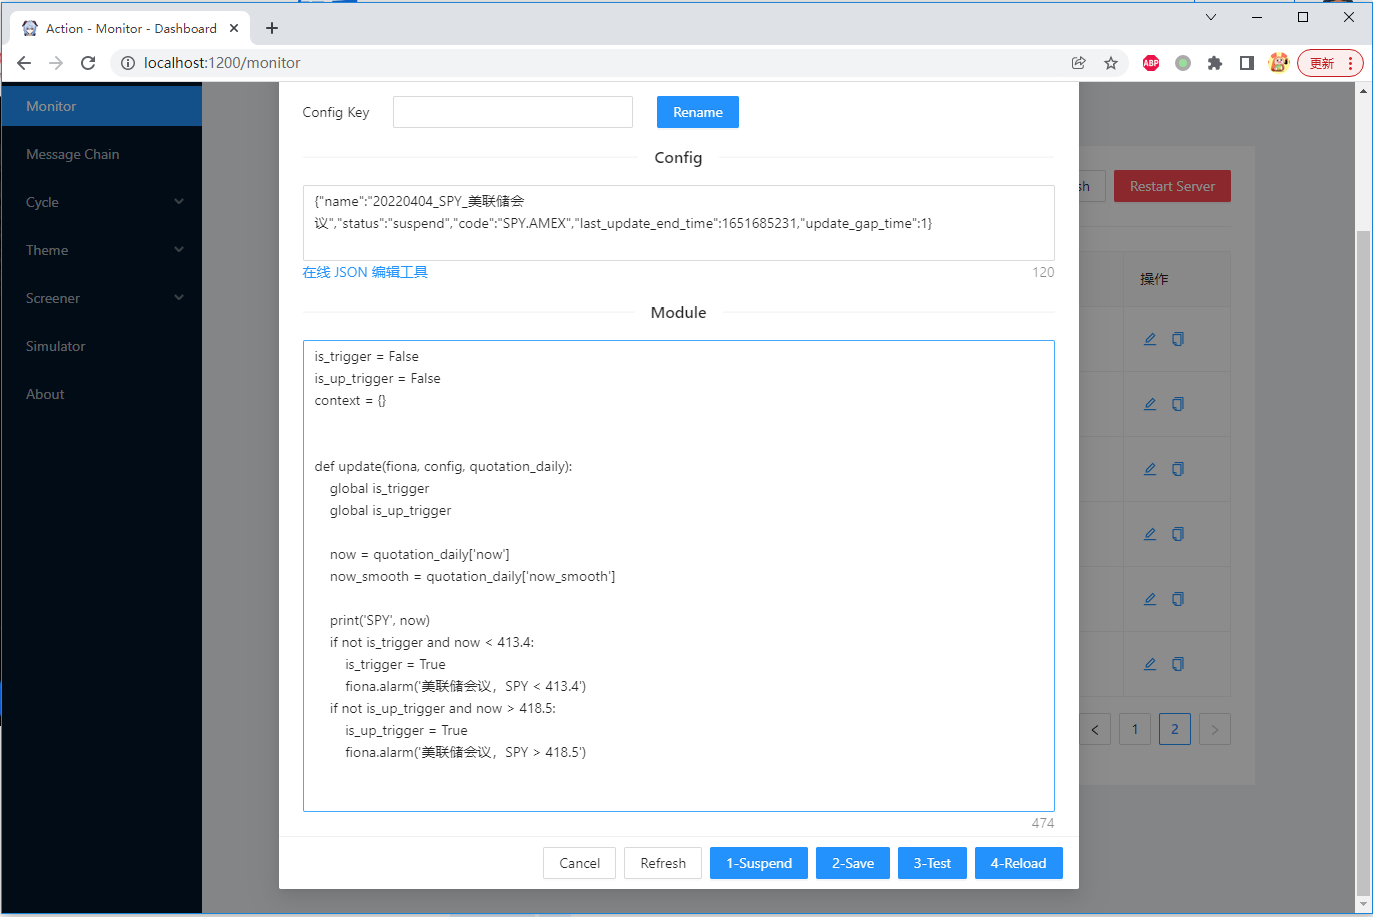 Action - Monitor - Dashboard
localhost:1200/monitor
ABP
更新
Monitor
Message Chain
Cycle
Theme
Screener
Simulator
About
Config Key
Rename
Config
{"name":"20220404_SPY_美联储会
议","status":"suspend","code":"SPY.AMEX","last_update_end_time":1651685231,"update_gap_time":1}
在线 JSON 编辑工具
120
Module
is_trigger = False
is_up_trigger = False
context = {}
def update(fiona, config, quotation_daily):
    global is_trigger
    global is_up_trigger
    now = quotation_daily['now']
    now_smooth = quotation_daily['now_smooth']
    print('SPY', now)
    if not is_trigger and now < 413.4:
        is_trigger = True
        fiona.alarm('美联储会议，SPY < 413.4')
    if not is_up_trigger and now > 418.5:
        is_up_trigger = True
        fiona.alarm('美联储会议，SPY > 418.5')
474
Cancel Refresh 1-Suspend 2-Save 3-Test 4-Reload
sh Restart Server
操作
< 1 2 >